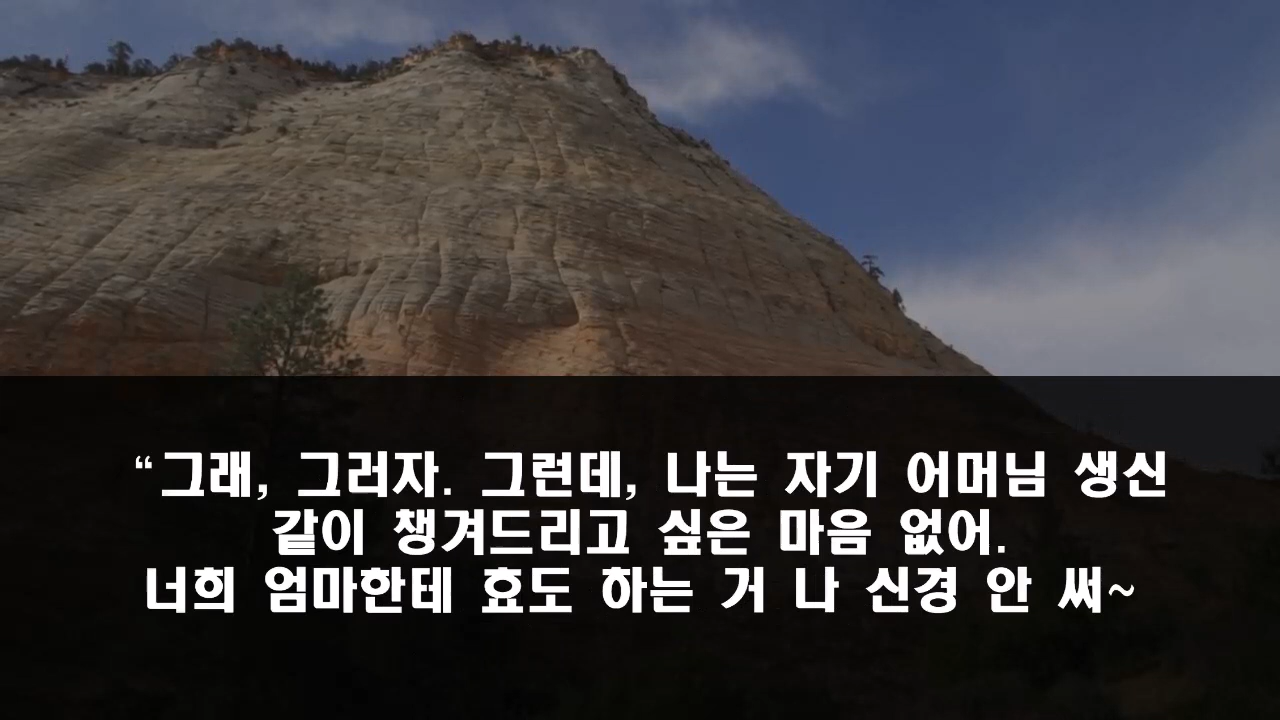 “그래, 그러자. 그런데, 나는 자기 어머님 생신
같이 챙겨드리고 싶은 마음 없어.
너희 엄마한테 효도 하는 거 나 신경 안 써~